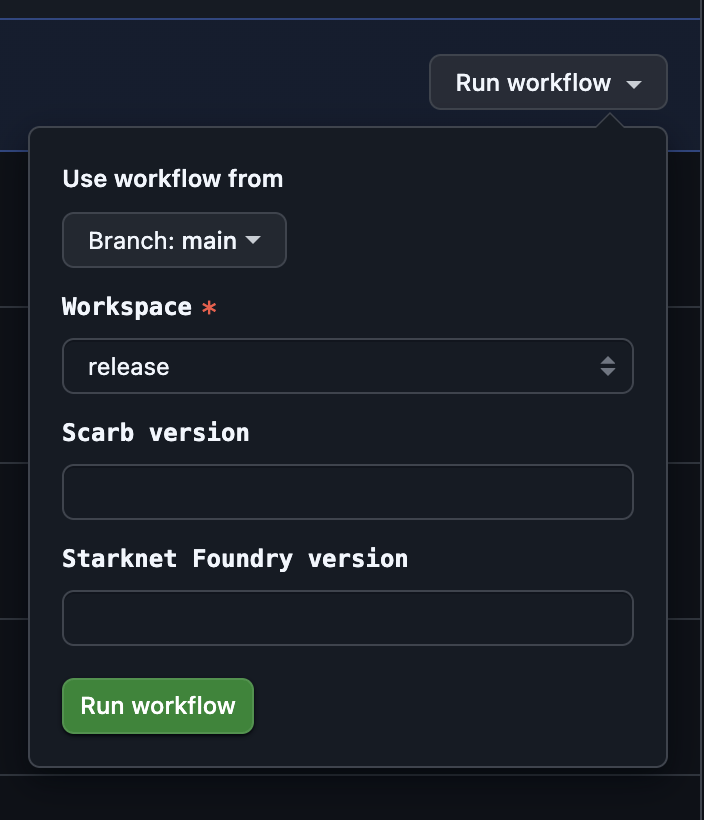 Run workflow
Use workflow from
Branch: main
Workspace *
release
Scarb version
Starknet Foundry version
Run workflow